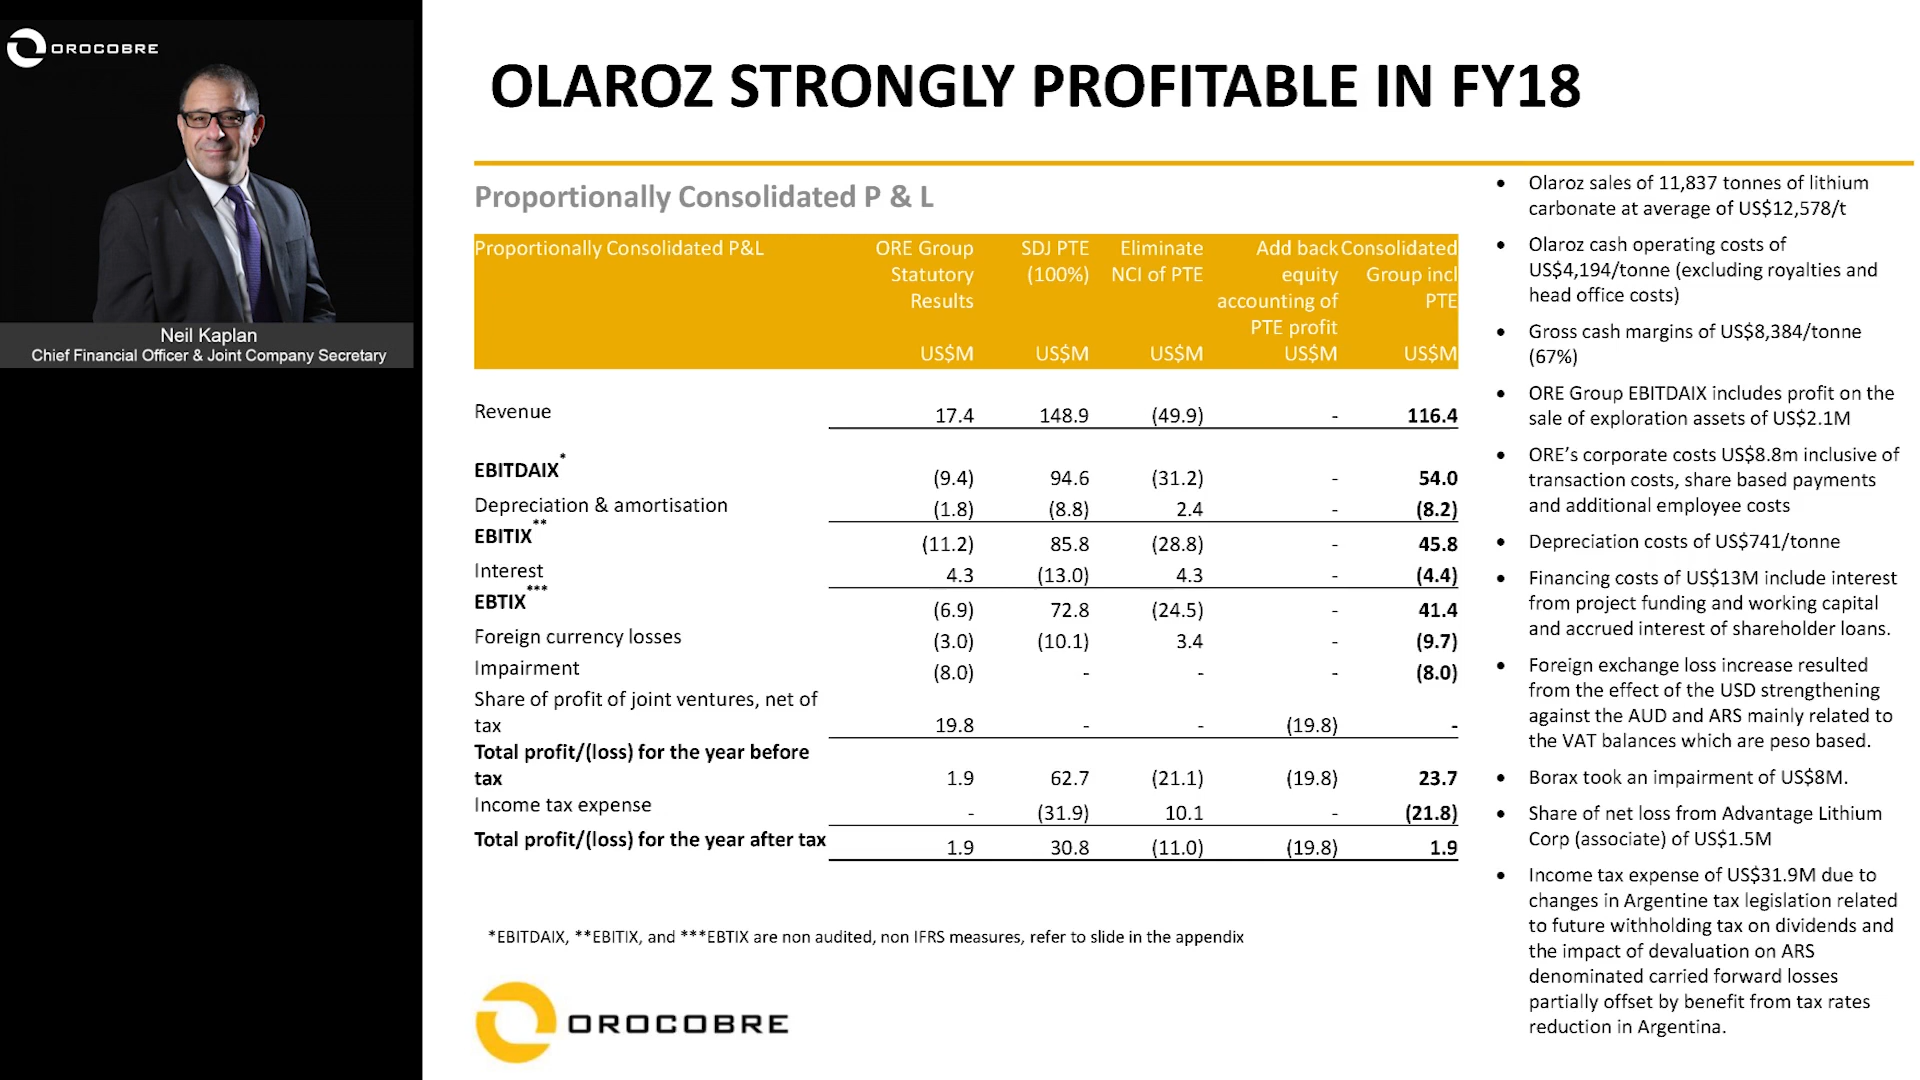 OROCOBRE
Neil Kaplan
Chief Financial Officer & Joint Company Secretary
OLAROZ STRONGLY PROFITABLE IN FY18
Proportionally Consolidated P & L
Proportionally Consolidated P&L ORE Group SDJ PTE Eliminate Add back Consolidated
Statutory (100%) NCI of PTE equity Group incl
Results accounting of PTE
PTE profit
US$M US$M US$M US$M US$M
Revenue 17.4 148.9 (49.9) - 116.4
EBITDAIX* (9.4) 94.6 (31.2) - 54.0
Depreciation & amortisation (1.8) (8.8) 2.4 - (8.2)
EBITIX** (11.2) 85.8 (28.8) - 45.8
Interest 4.3 (13.0) 4.3 - (4.4)
EBTIX*** (6.9) 72.8 (24.5) - 41.4
Foreign currency losses (3.0) (10.1) 3.4 - (9.7)
Impairment (8.0) - - - (8.0)
Share of profit of joint ventures, net of
tax 19.8 - - (19.8) -
Total profit/(loss) for the year before
tax 1.9 62.7 (21.1) (19.8) 23.7
Income tax expense - (31.9) 10.1 - (21.8)
Total profit/(loss) for the year after tax 1.9 30.8 (11.0) (19.8) 1.9
*EBITDAIX, **EBITIX, and ***EBTIX are non audited, non IFRS measures, refer to slide in the appendix
OROCOBRE
• Olaroz sales of 11,837 tonnes of lithium
carbonate at average of US$12,578/t
• Olaroz cash operating costs of
US$4,194/tonne (excluding royalties and
head office costs)
• Gross cash margins of US$8,384/tonne
(67%)
• ORE Group EBITDAIX includes profit on the
sale of exploration assets of US$2.1M
• ORE’s corporate costs US$8.8m inclusive of
transaction costs, share based payments
and additional employee costs
• Depreciation costs of US$741/tonne
• Financing costs of US$13M include interest
from project funding and working capital
and accrued interest of shareholder loans.
• Foreign exchange loss increase resulted
from the effect of the USD strengthening
against the AUD and ARS mainly related to
the VAT balances which are peso based.
• Borax took an impairment of US$8M.
• Share of net loss from Advantage Lithium
Corp (associate) of US$1.5M
• Income tax expense of US$31.9M due to
changes in Argentine tax legislation related
to future withholding tax on dividends and
the impact of devaluation on ARS
denominated carried forward losses
partially offset by benefit from tax rates
reduction in Argentina.